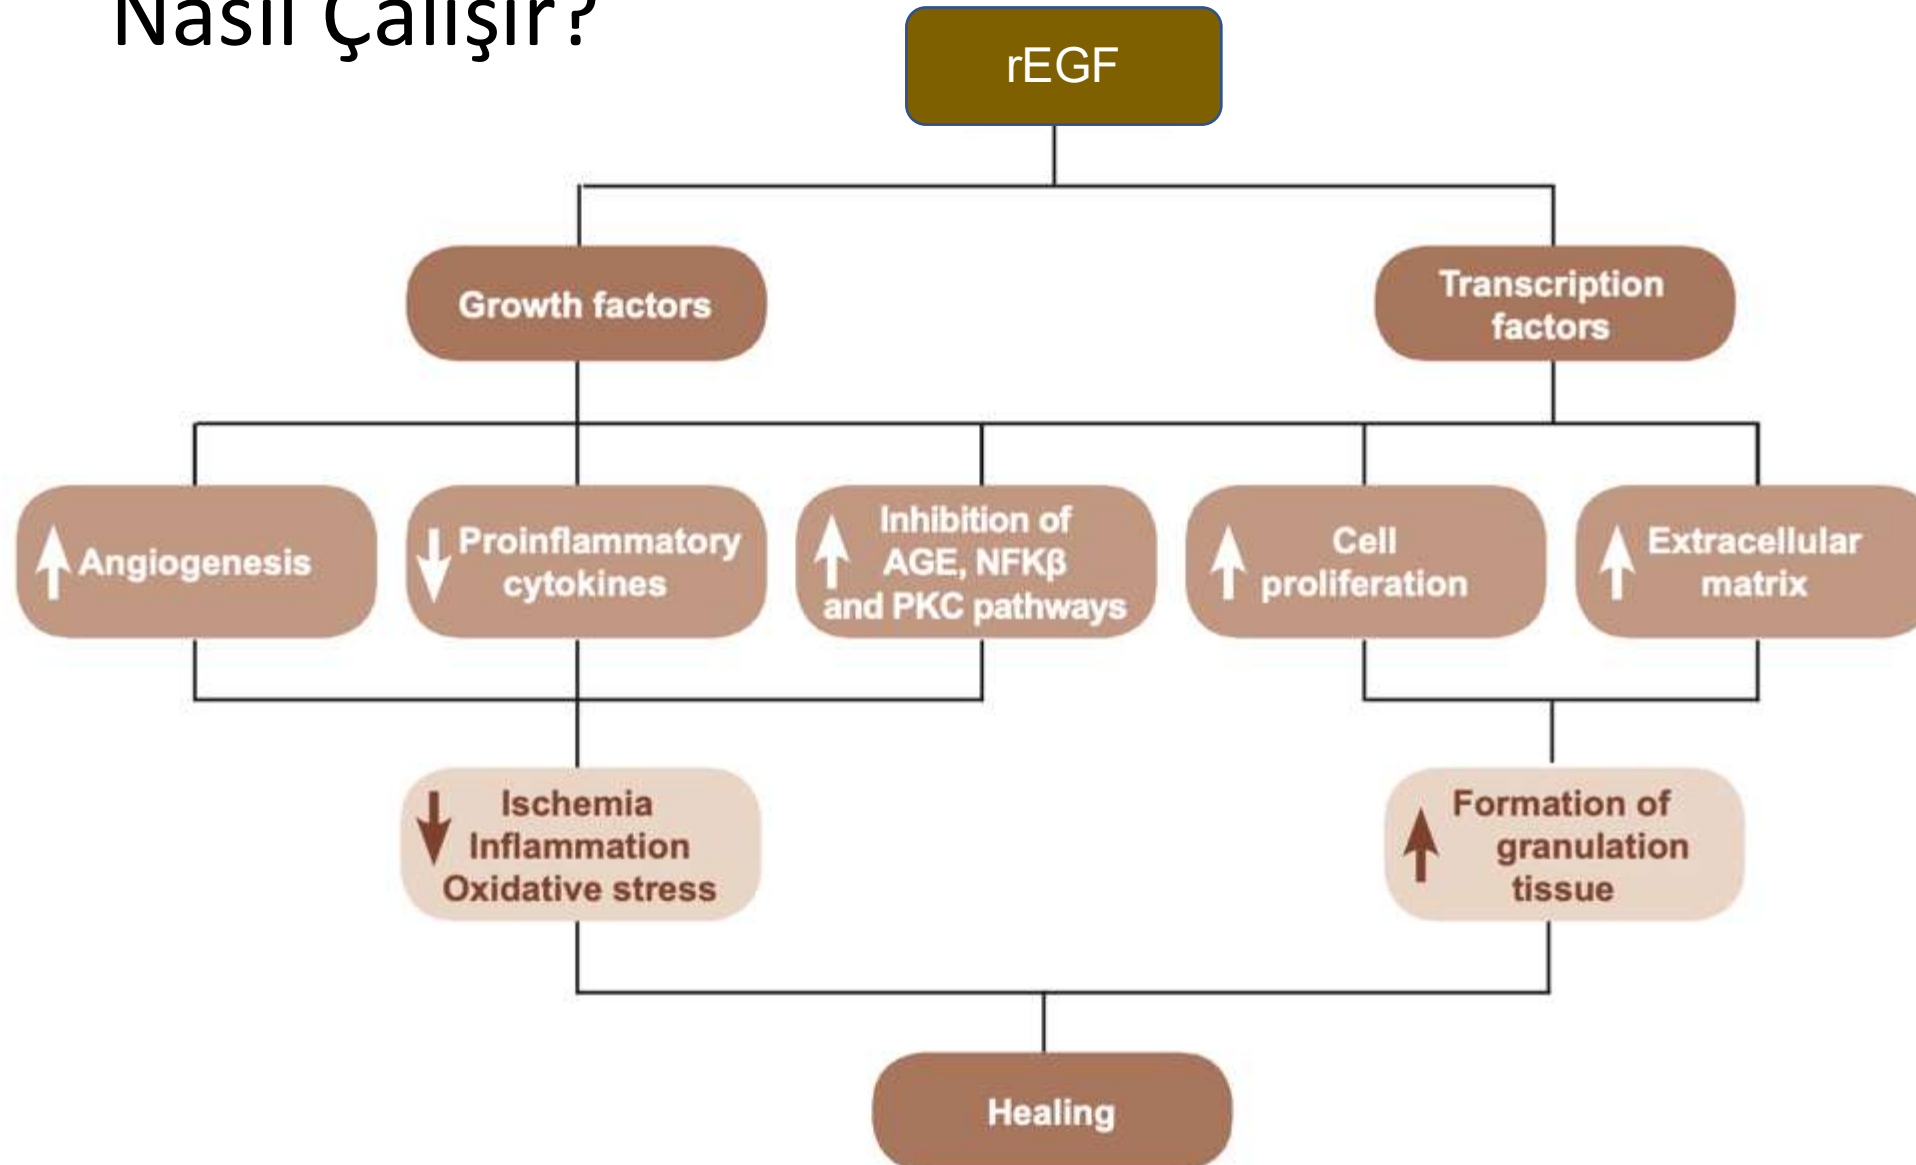 Nasıl Çalışır?
rEGF
Growth factors
Transcription
factors
Angiogenesis
Proinflammatory
cytokines
Inhibition of
AGE, NFKβ
and PKC pathways
Cell
proliferation
Extracellular
matrix
Ischemia
Inflammation
Oxidative stress
Formation of
granulation
tissue
Healing